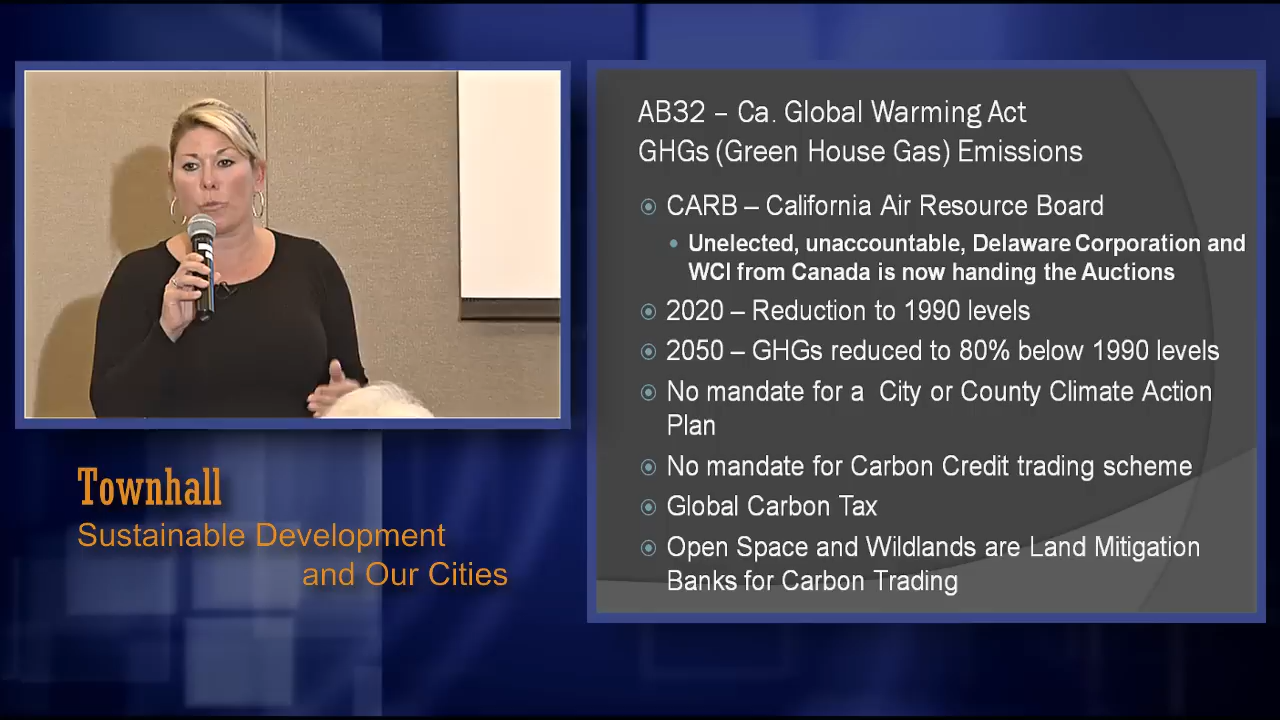 AB32 – Ca. Global Warming Act
GHGs (Green House Gas) Emissions
CARB – California Air Resource Board
Unelected, unaccountable, Delaware Corporation and
WCI from Canada is now handing the Auctions
2020 – Reduction to 1990 levels
2050 – GHGs reduced to 80% below 1990 levels
No mandate for a City or County Climate Action
Plan
No mandate for Carbon Credit trading scheme
Global Carbon Tax
Open Space and Wildlands are Land Mitigation
Banks for Carbon Trading
Townhall
Sustainable Development
and Our Cities